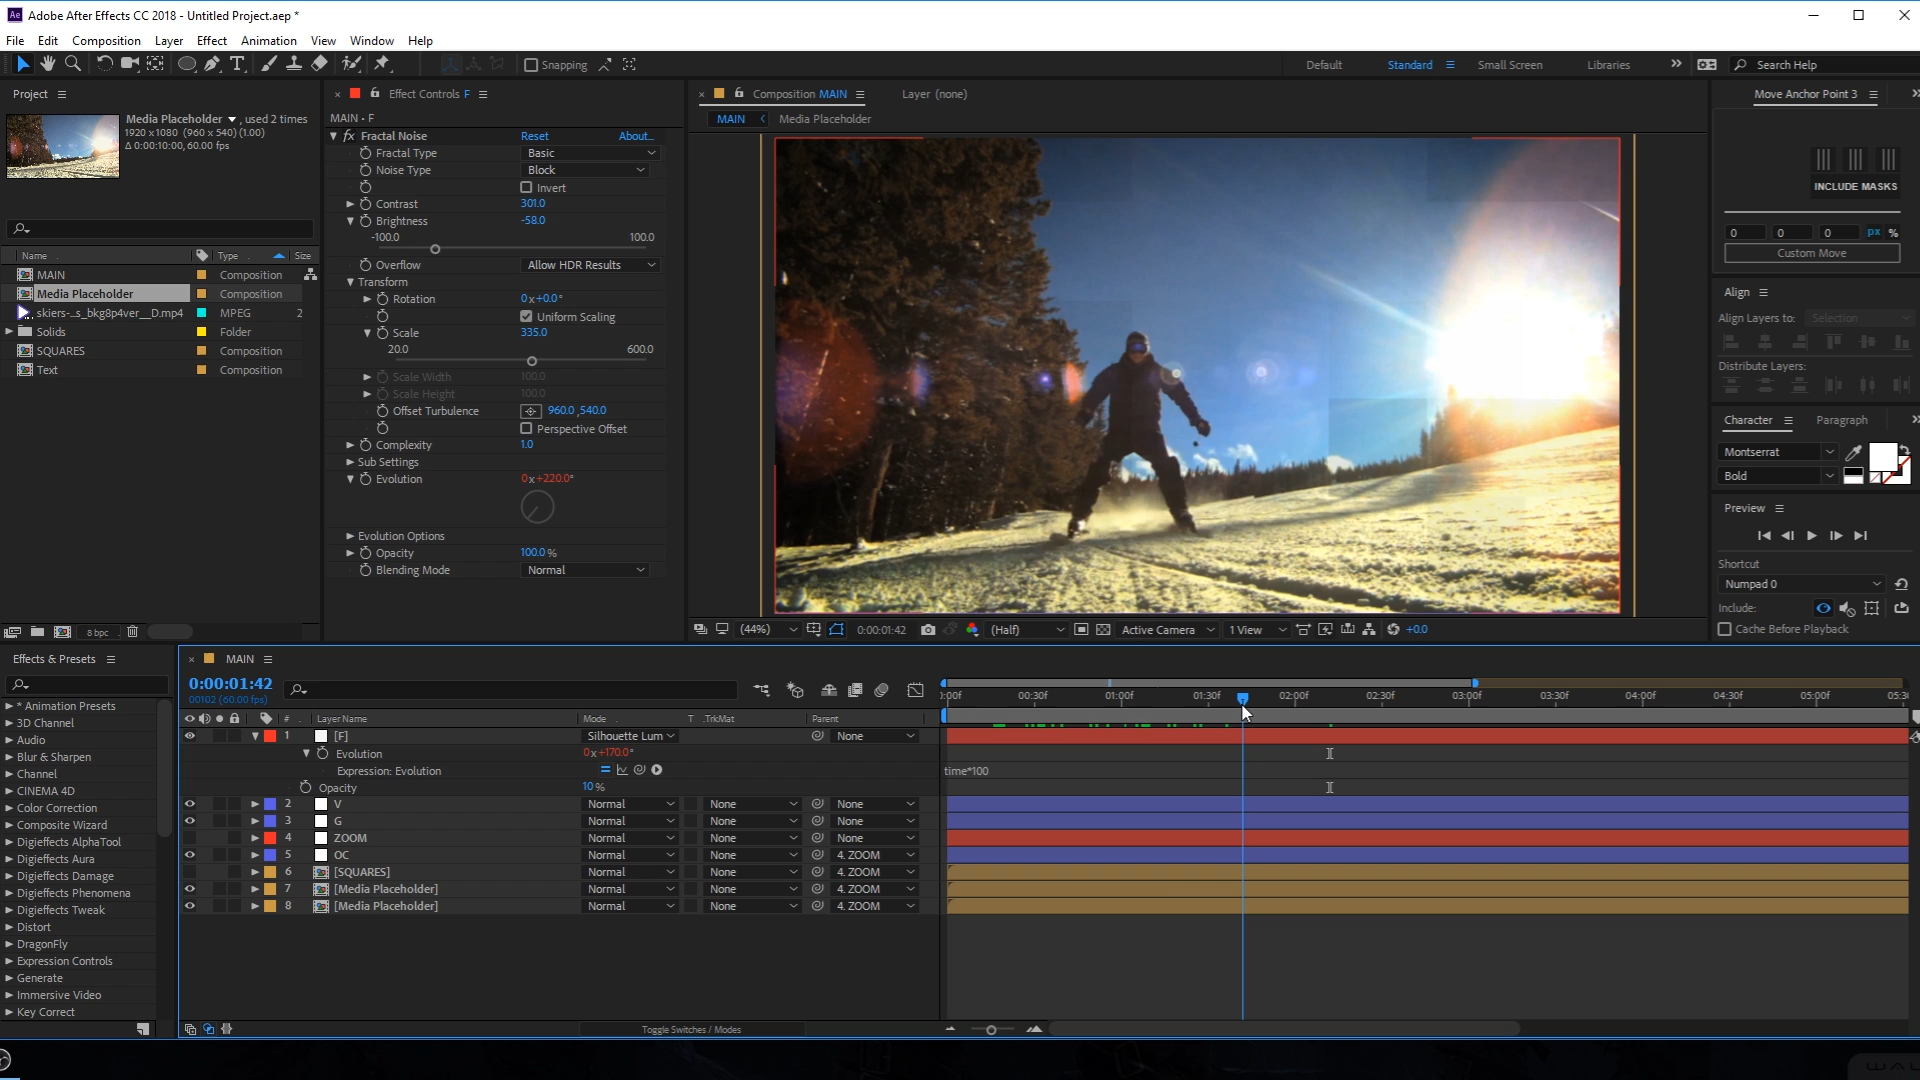 Adobe After Effects CC 2018 - Untitled Project.aep *
File Edit Composition Layer Effect Animation View Window Help
Snapping
Default Standard Small Screen Libraries Search Help
Project
Media Placeholder , used 2 times
1920 x 1080 (960 x 540) (1.00)
Δ 0:00:10:00, 60.00 fps
Name Type Size
MAIN Composition
Media Placeholder Composition
skiers-_s_bkg8p4ver__D.mp4 MPEG 2
Solids Folder
SQUARES Composition
Text Composition
8 bpc
Effect Controls F
MAIN • F
fx Fractal Noise Reset About...
Fractal Type Basic
Noise Type Block
Invert
Contrast 301.0
Brightness -58.0
-100.0 100.0
Overflow Allow HDR Results
Transform
Rotation 0x+0.0°
Uniform Scaling
Scale 335.0
20.0 600.0
Scale Width 100.0
Scale Height 100.0
Offset Turbulence 960.0 ,540.0
Perspective Offset
Complexity 1.0
Sub Settings
Evolution 0x+220.0°
Evolution Options
Opacity 100.0 %
Blending Mode Normal
Composition MAIN Layer (none)
MAIN Media Placeholder
(44%) 0:00:01:42 (Half) Active Camera 1 View +0.0
Move Anchor Point 3
INCLUDE MASKS
0 0 0 px %
Custom Move
Align
Align Layers to: Selection
Distribute Layers:
Character Paragraph
Montserrat
Bold
Preview
Shortcut
Numpad 0
Include:
Cache Before Playback
Effects & Presets
* Animation Presets
3D Channel
Audio
Blur & Sharpen
Channel
CINEMA 4D
Color Correction
Composite Wizard
Digieffects AlphaTool
Digieffects Aura
Digieffects Damage
Digieffects Phenomena
Digieffects Tweak
Distort
DragonFly
Expression Controls
Generate
Immersive Video
Key Correct
MAIN
0:00:01:42
00102 (60.00 fps)
:00f 00:30f 01:00f 01:30f 02:00f 02:30f 03:00f 03:30f 04:00f 04:30f 05:00f 05:30
# Layer Name Mode T .TrkMat Parent
1 [F] Silhouette Lum None
Evolution 0x+170.0°
Expression: Evolution time*100
Opacity 10 %
2 V Normal None None
3 G Normal None None
4 ZOOM Normal None None
5 OC Normal None 4. ZOOM
6 [SQUARES] Normal None 4. ZOOM
7 [Media Placeholder] Normal None 4. ZOOM
8 [Media Placeholder] Normal None 4. ZOOM
Toggle Switches / Modes